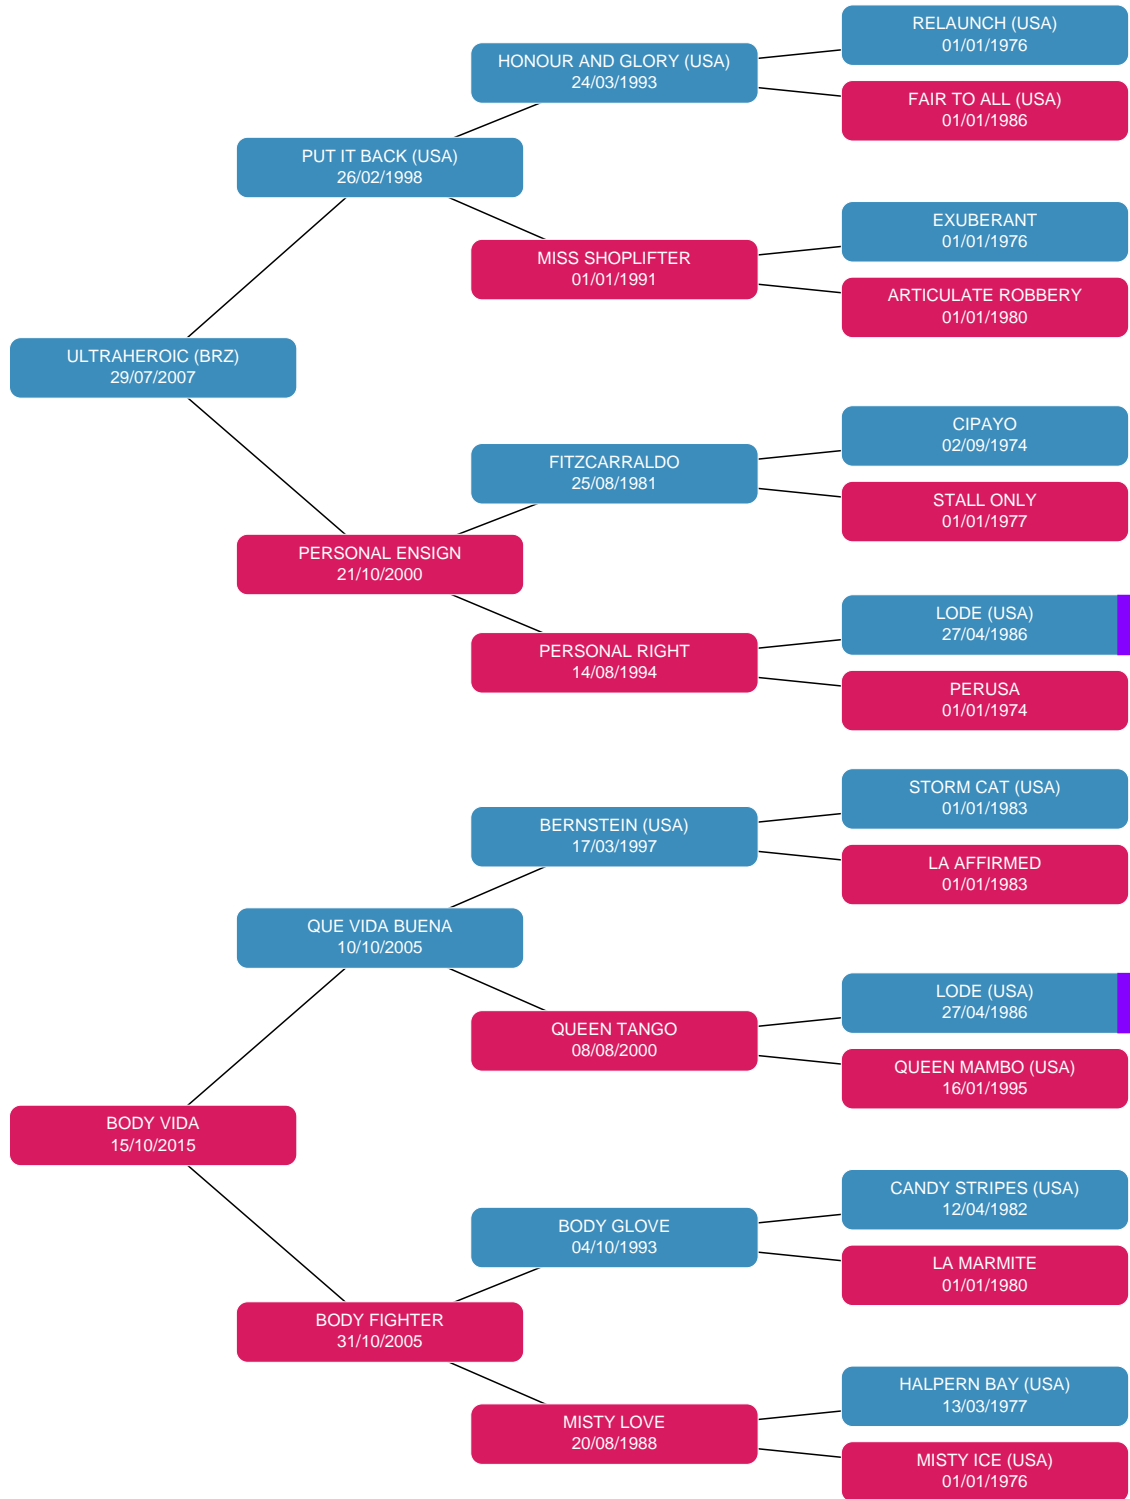 RELAUNCH (USA)
01/01/1976
HONOUR AND GLORY (USA)
24/03/1993
FAIR TO ALL (USA)
01/01/1986
PUT IT BACK (USA)
26/02/1998
EXUBERANT
01/01/1976
MISS SHOPLIFTER
01/01/1991
ARTICULATE ROBBERY
01/01/1980
ULTRAHEROIC (BRZ)
29/07/2007
CIPAYO
02/09/1974
FITZCARRALDO
25/08/1981
STALL ONLY
01/01/1977
PERSONAL ENSIGN
21/10/2000
LODE (USA)
27/04/1986
PERSONAL RIGHT
14/08/1994
PERUSA
01/01/1974
STORM CAT (USA)
01/01/1983
BERNSTEIN (USA)
17/03/1997
LA AFFIRMED
01/01/1983
QUE VIDA BUENA
10/10/2005
LODE (USA)
27/04/1986
QUEEN TANGO
08/08/2000
QUEEN MAMBO (USA)
16/01/1995
BODY VIDA
15/10/2015
CANDY STRIPES (USA)
12/04/1982
BODY GLOVE
04/10/1993
LA MARMITE
01/01/1980
BODY FIGHTER
31/10/2005
HALPERN BAY (USA)
13/03/1977
MISTY LOVE
20/08/1988
MISTY ICE (USA)
01/01/1976